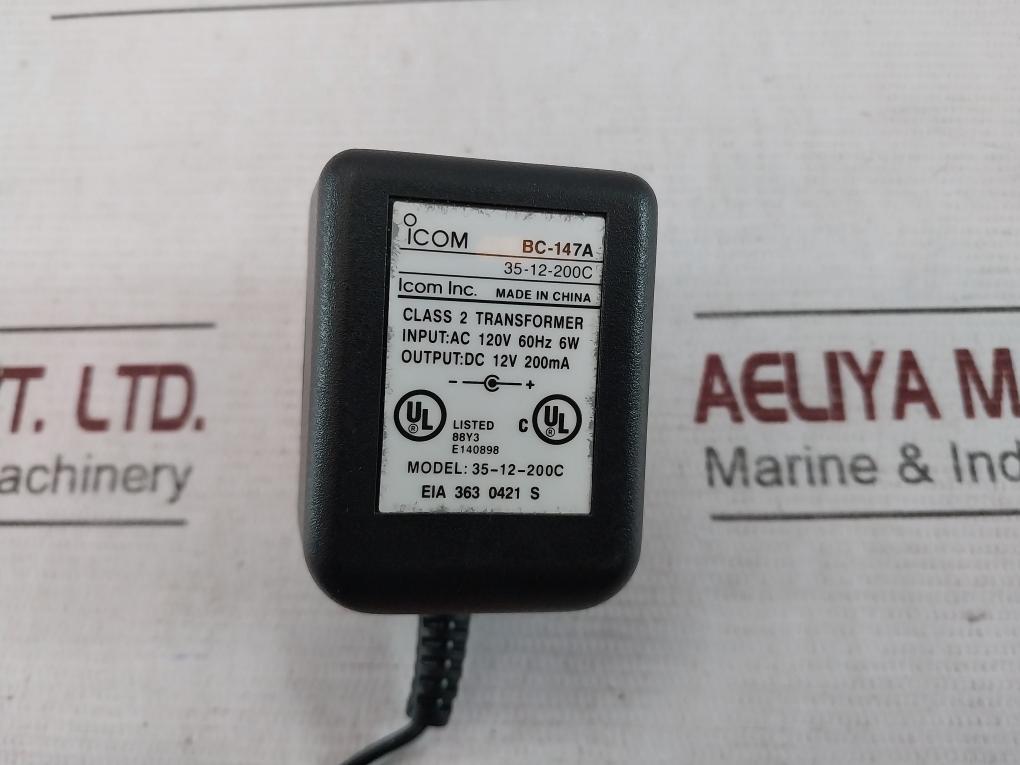 ICOM BC-147A
35-12-200C
Icom Inc. MADE IN CHINA
CLASS 2 TRANSFORMER
INPUT:AC 120V 60Hz 6W
OUTPUT:DC 12V 200mA
- +
UL ® LISTED C UL ®
88Y3
E140898
MODEL: 35-12-200C
EIA 363 0421 S
T. LTD.
achinery
AELIYA M
Marine & Ind